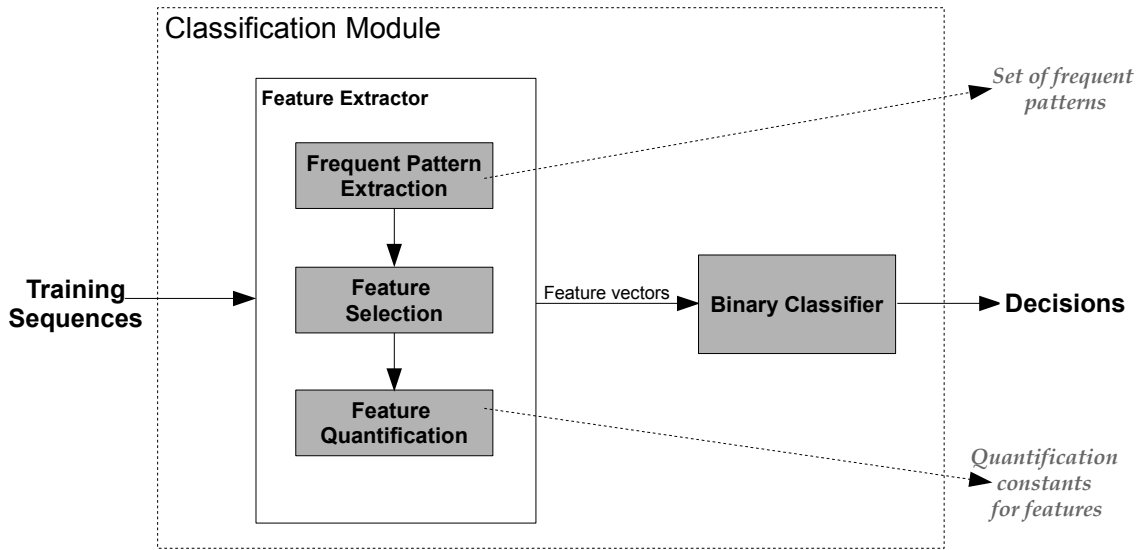 Classification Module
Set of frequent
patterns
Feature Extractor
Frequent Pattern
Extraction
Training
Sequences
Feature
Selection
Feature vectors
Binary Classifier
Decisions
Feature
Quantification
Quantification
constants
for features